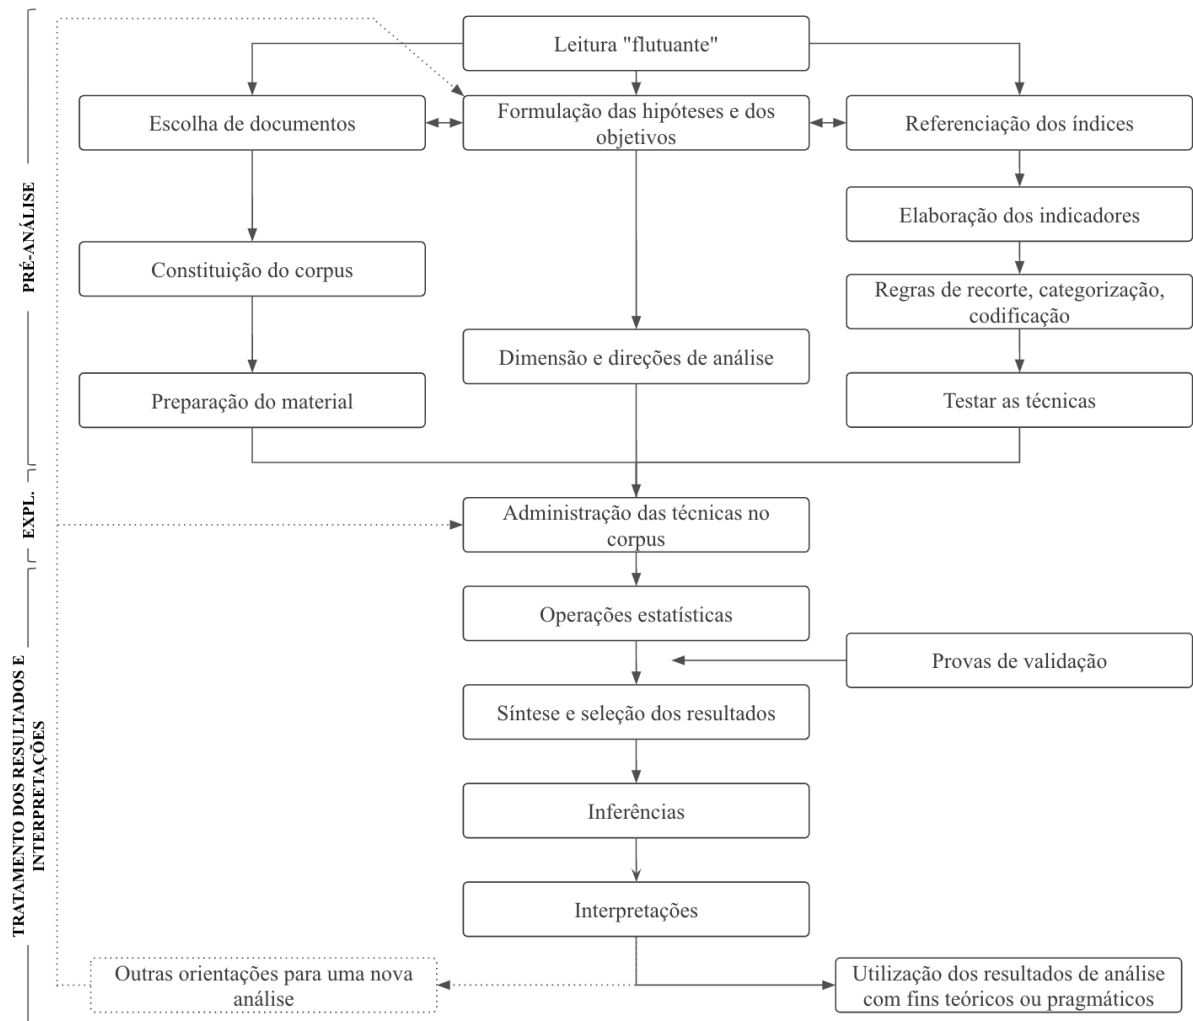 Leitura "flutuante"
Escolha de documentos
Formulação das hipóteses e dos
objetivos
Referenciação dos índices
Elaboração dos indicadores
Constituição do corpus
Regras de recorte, categorização,
codificação
Dimensão e direções de análise
Preparação do material
Testar as técnicas
PRÉ-ANÁLISE
Administração das técnicas no
corpus
EXPL.
Operações estatísticas
Provas de validação
Síntese e seleção dos resultados
Inferências
Interpretações
TRATAMENTO DOS RESULTADOS E
INTERPRETAÇÕES
Outras orientações para uma nova
análise
Utilização dos resultados de análise
com fins teóricos ou pragmáticos